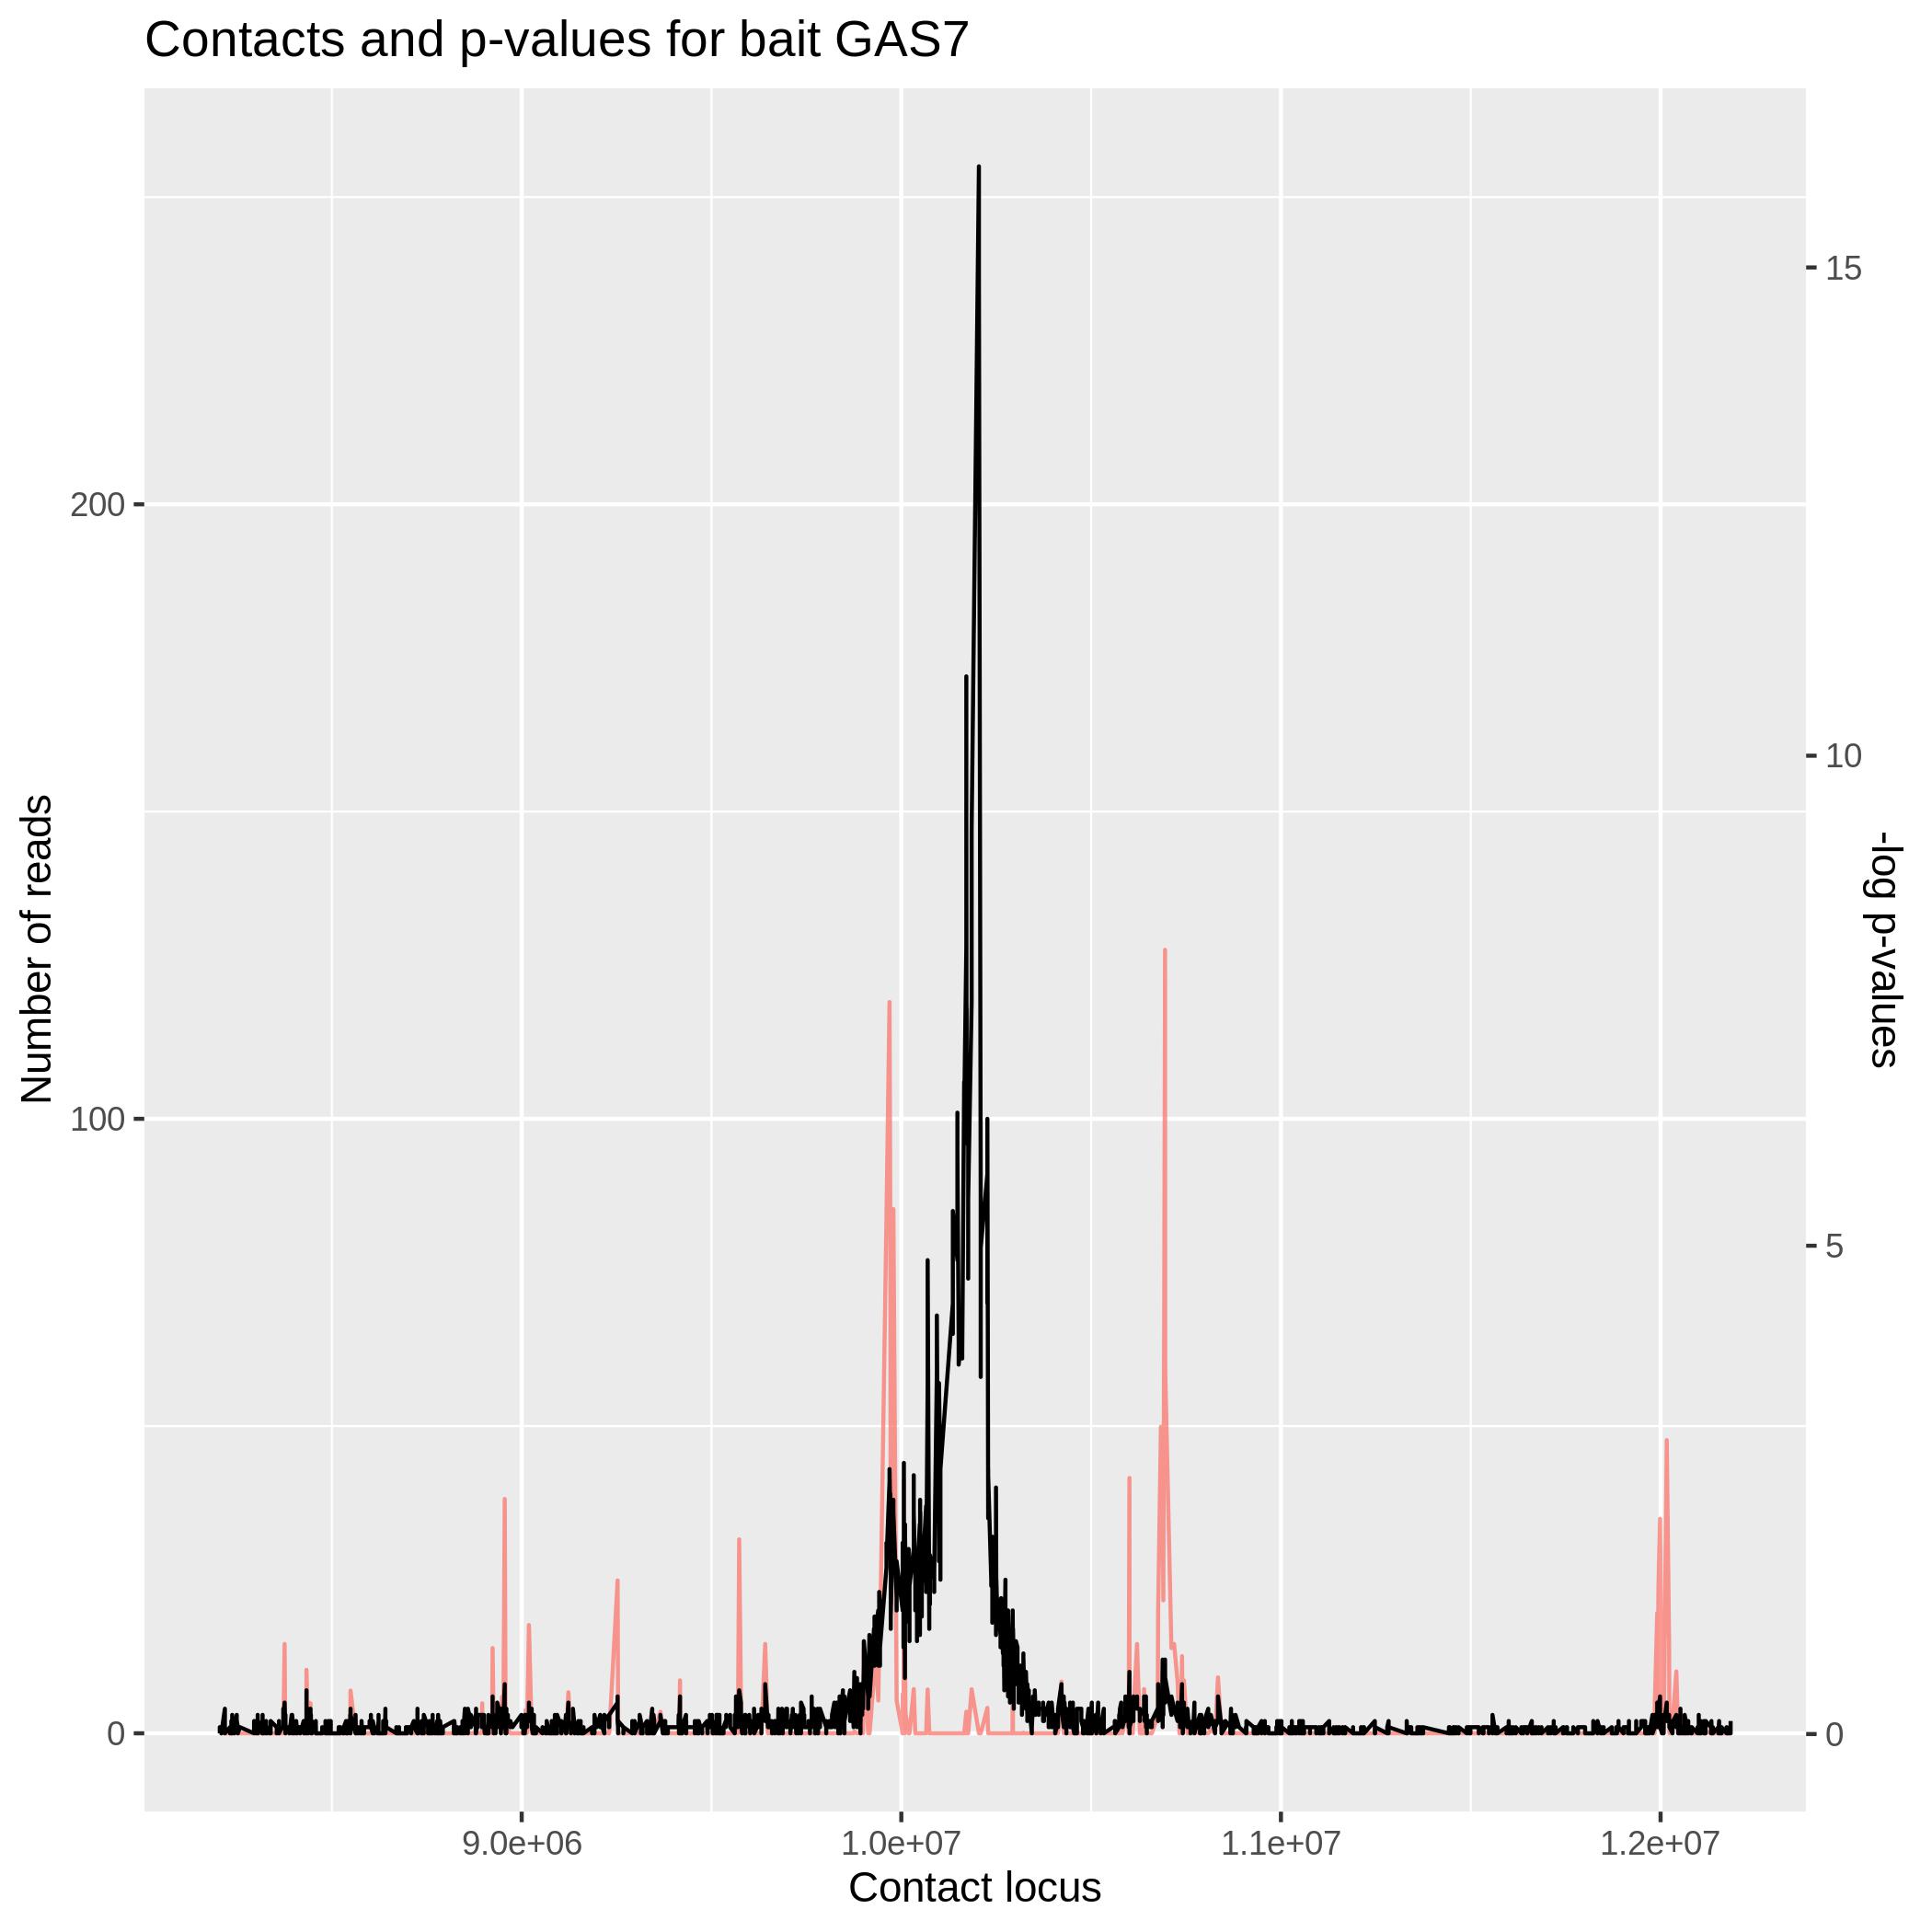 Contacts and p-values for bait GAS7
Number of reads
200
100
0
15
10
5
0
-log p-values
9.0e+06
1.0e+07
1.1e+07
1.2e+07
Contact locus